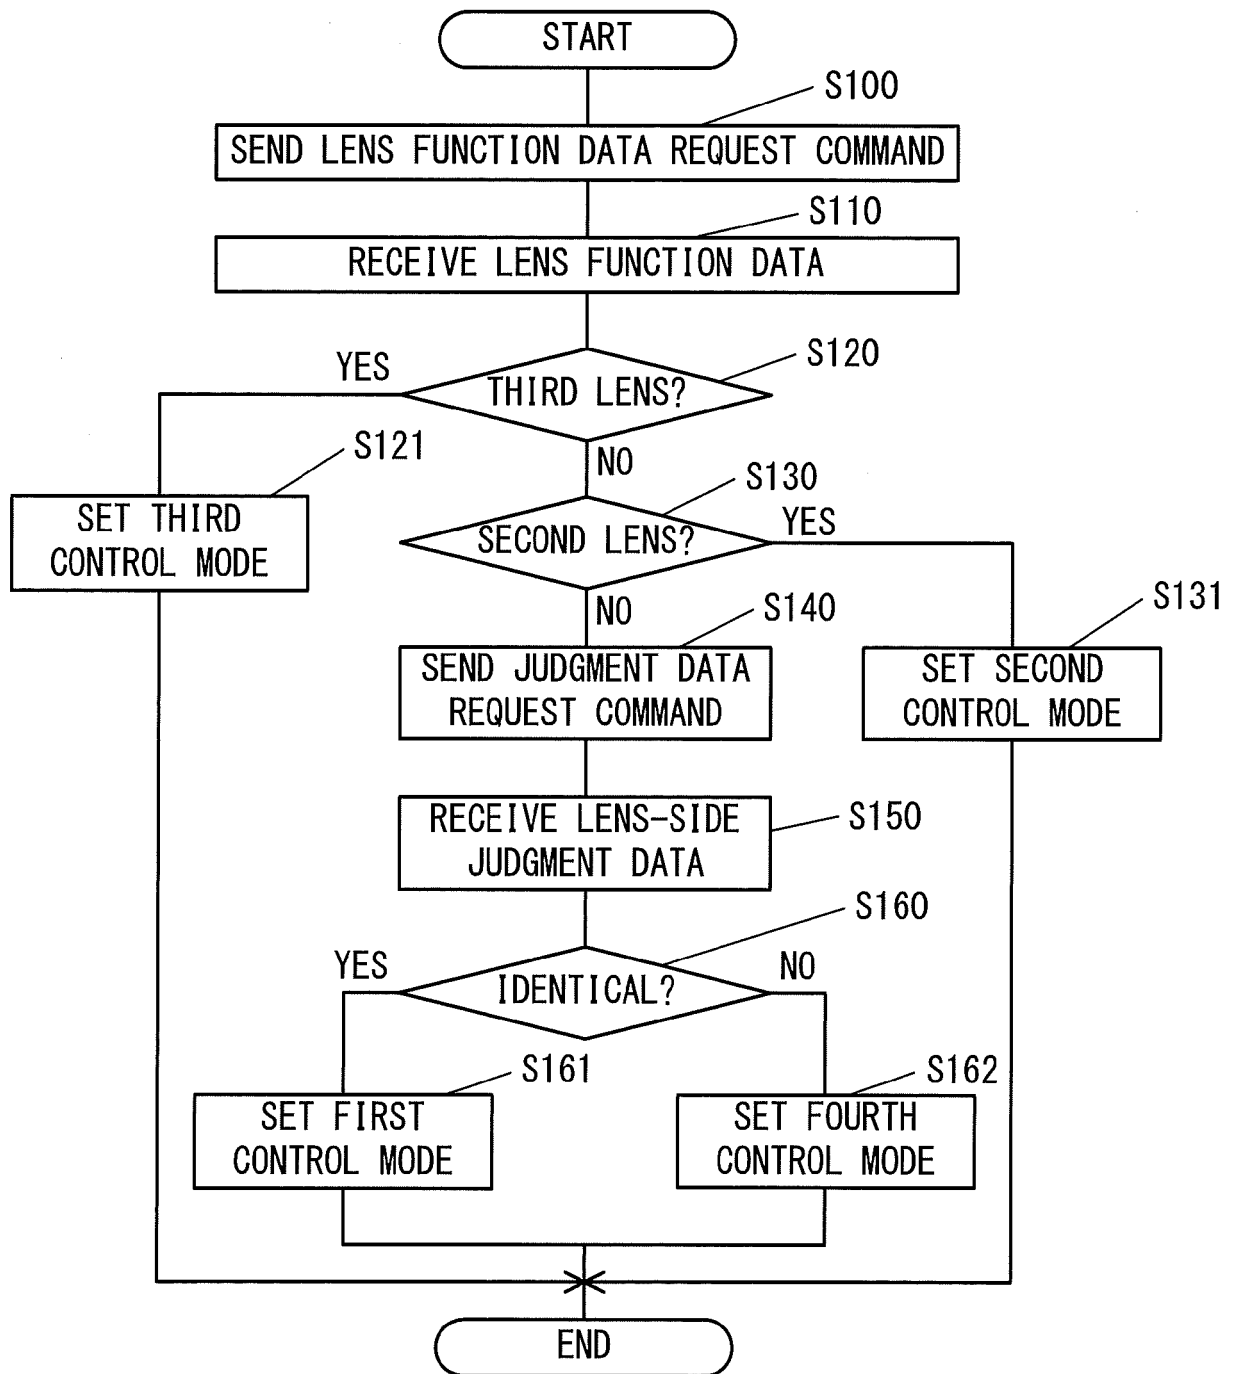 START
S100
SEND LENS FUNCTION DATA REQUEST COMMAND
S110
RECEIVE LENS FUNCTION DATA
S120
YES
THIRD LENS?
S121
NO
SET THIRD
CONTROL MODE
S130
YES
SECOND LENS?
NO
S140
S131
SEND JUDGMENT DATA
REQUEST COMMAND
SET SECOND
CONTROL MODE
RECEIVE LENS-SIDE
JUDGMENT DATA
S150
S160
YES
NO
IDENTICAL?
S161
S162
SET FIRST
CONTROL MODE
SET FOURTH
CONTROL MODE
END